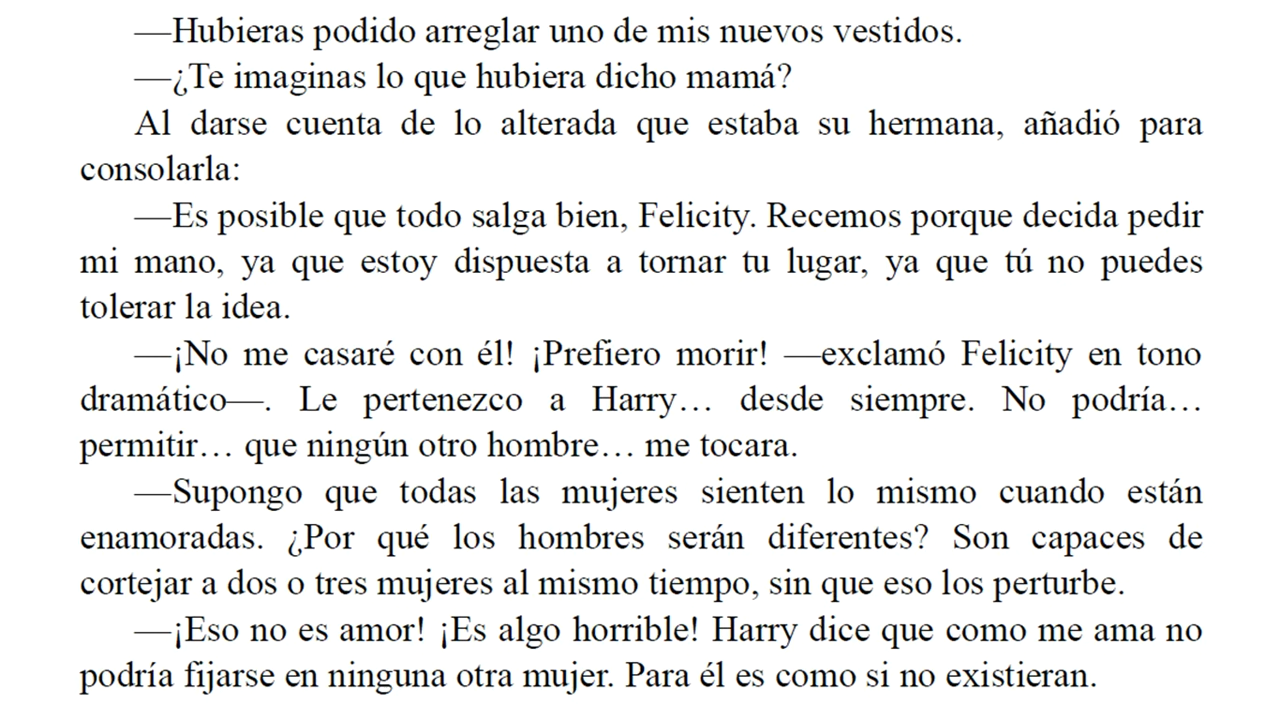 —Hubieras podido arreglar uno de mis nuevos vestidos.
—¿Te imaginas lo que hubiera dicho mamá?
Al darse cuenta de lo alterada que estaba su hermana, añadió para
consolarla:
—Es posible que todo salga bien, Felicity. Recemos porque decida pedir
mi mano, ya que estoy dispuesta a tornar tu lugar, ya que tú no puedes
tolerar la idea.
—¡No me casaré con él! ¡Prefiero morir! —exclamó Felicity en tono
dramático—. Le pertenezco a Harry… desde siempre. No podría…
permitir… que ningún otro hombre… me tocara.
—Supongo que todas las mujeres sienten lo mismo cuando están
enamoradas. ¿Por qué los hombres serán diferentes? Son capaces de
cortejar a dos o tres mujeres al mismo tiempo, sin que eso los perturbe.
—¡Eso no es amor! ¡Es algo horrible! Harry dice que como me ama no
podría fijarse en ninguna otra mujer. Para él es como si no existieran.